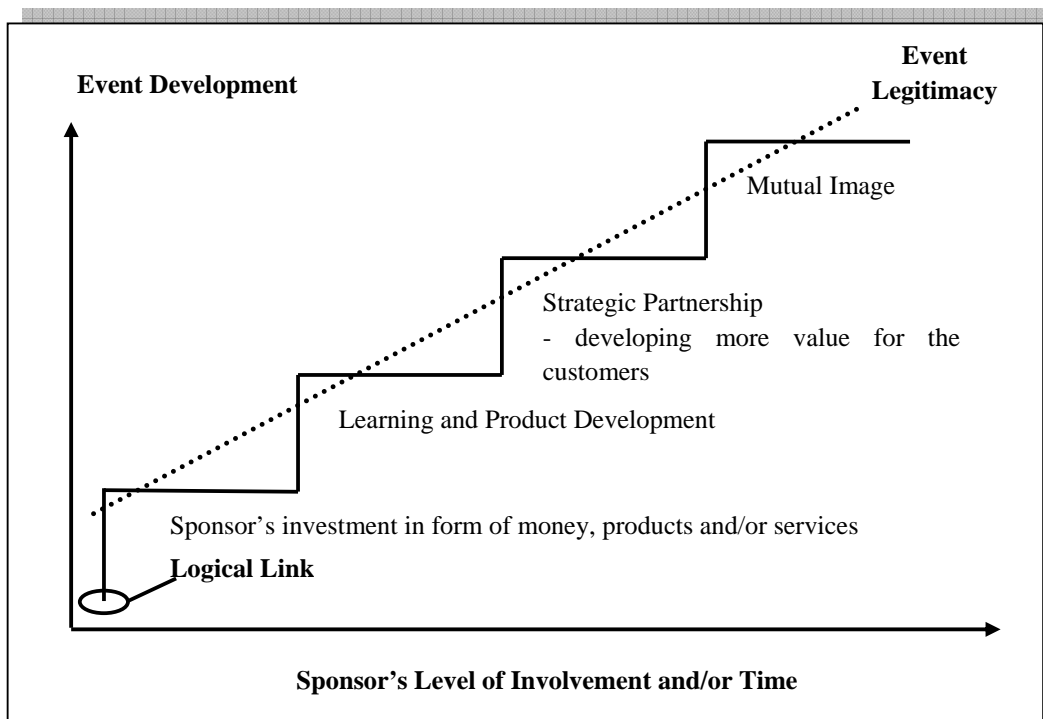 Event Development
Event
Legitimacy
Mutual Image
Strategic Partnership
- developing more value for the
customers
Learning and Product Development
Sponsor's investment in form of money, products and/or services
Logical Link
Sponsor's Level of Involvement and/or Time